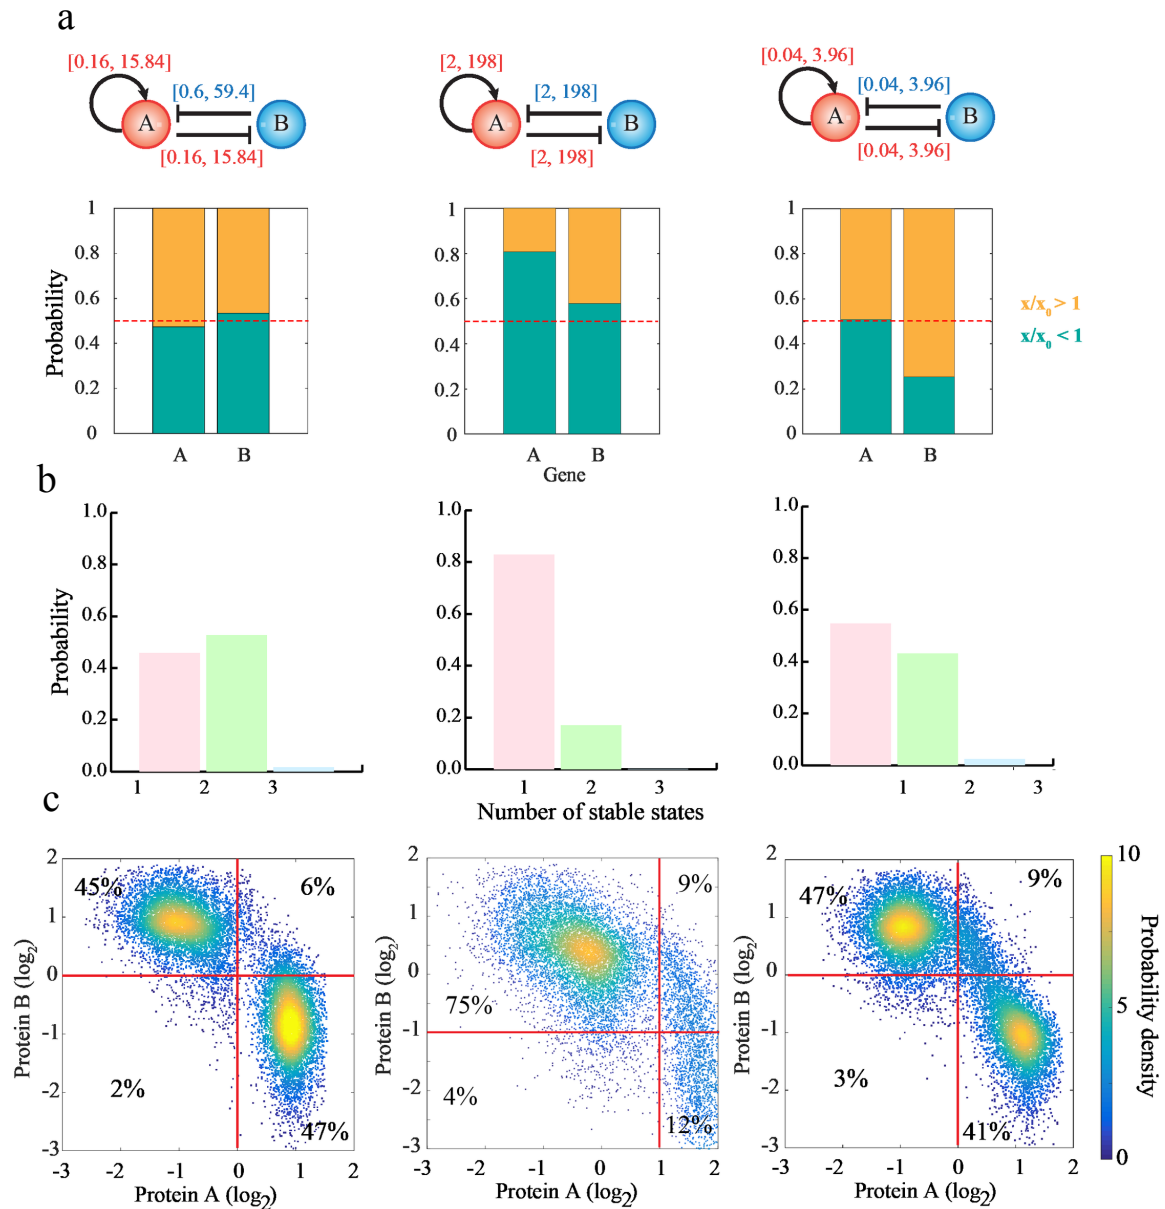 a
[0.16, 15.84]
[0.6, 59.4]
A
B
[0.16, 15.84]
[2, 198]
[2, 198]
A
B
[2, 198]
[0.04, 3.96]
[0.04, 3.96]
A
B
[0.04, 3.96]
Probability
1
0.8
0.6
0.4
0.2
0
A
B
1
0.8
0.6
0.4
0.2
0
A
B
Gene
1
0.8
0.6
0.4
0.2
0
A
B
x/x0 > 1
x/x0 < 1
b
Probability
1.0
0.8
0.6
0.4
0.2
0.0
1 2 3
1.0
0.8
0.6
0.4
0.2
0.0
1 2 3
Number of stable states
1.0
0.8
0.6
0.4
0.2
0.0
1 2 3
c
Protein B (log2)
2
1
0
-1
-2
-3
45%
6%
2%
47%
-3 -2 -1 0 1 2
Protein A (log2)
Protein B (log2)
2
1
0
-1
-2
-3
9%
75%
4%
12%
-3 -2 -1 0 1 2
Protein A (log2)
Protein B (log2)
2
1
0
-1
-2
-3
47%
9%
3%
41%
-3 -2 -1 0 1 2
Protein A (log2)
10
5
0
Probability density